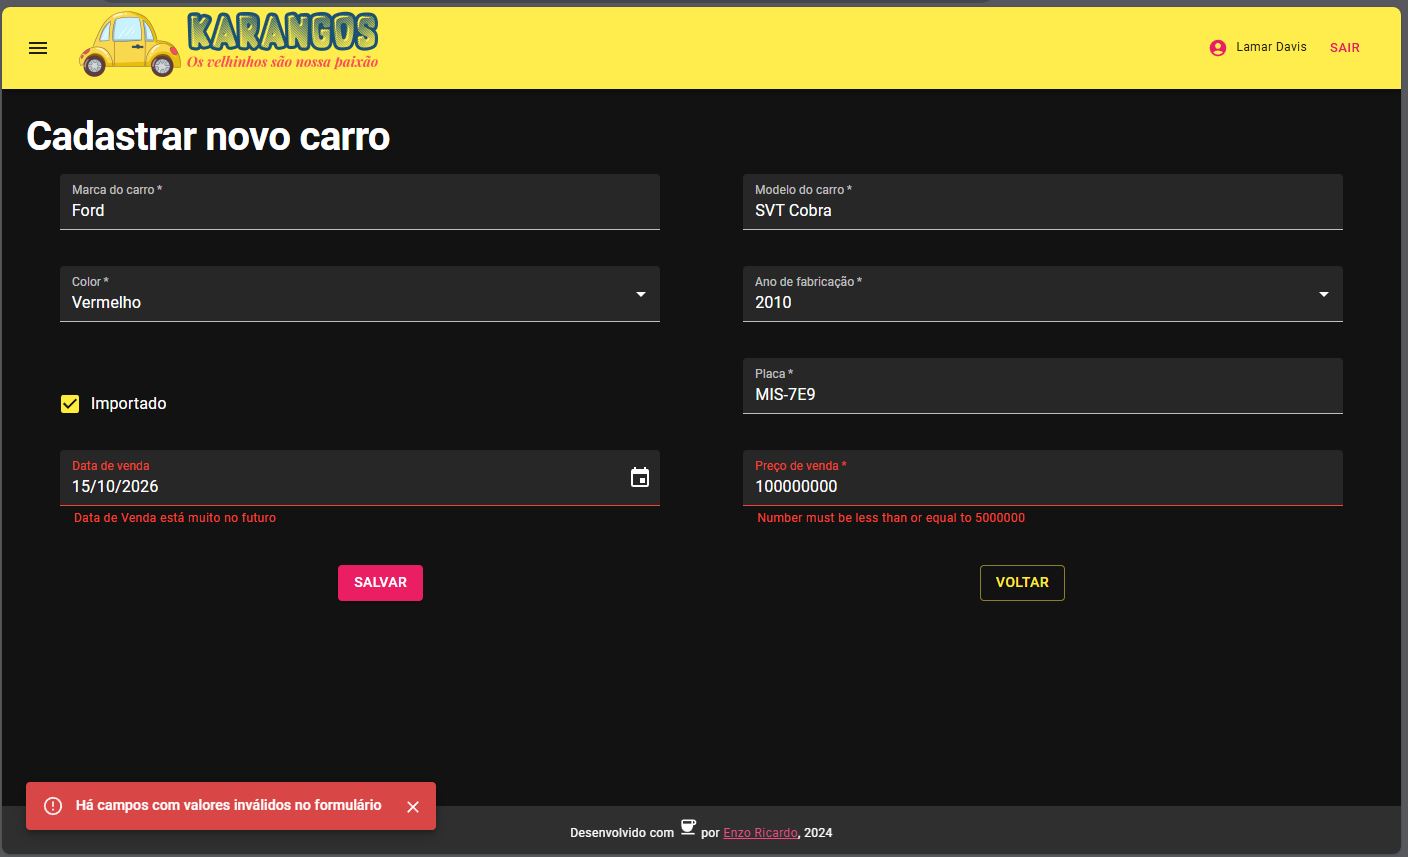 KARANGOS
Os velhinhos são nossa paixão
Lamar Davis
SAIR
Cadastrar novo carro
Marca do carro *
Ford
Modelo do carro *
SVT Cobra
Color *
Vermelho
Ano de fabricação *
2010
Importado
Placa *
MIS-7E9
Data de venda
15/10/2026
Data de Venda está muito no futuro
Preço de venda *
100000000
Number must be less than or equal to 5000000
SALVAR
VOLTAR
Há campos com valores inválidos no formulário
Desenvolvido com por Enzo Ricardo, 2024